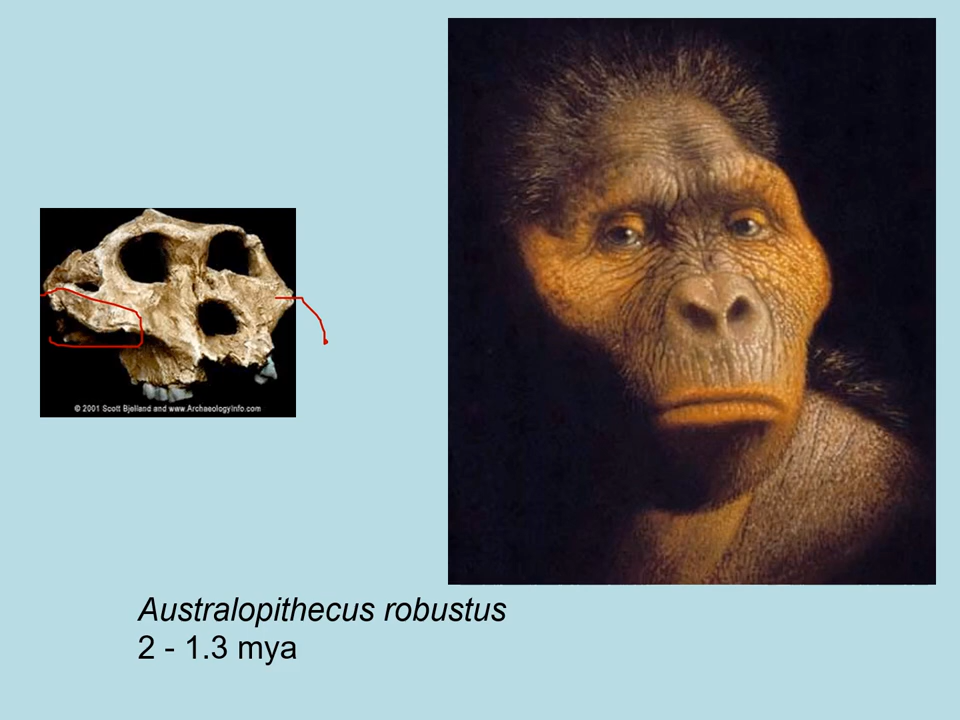 © 2001 Scott Bjelland and www.ArchaeologyInfo.com
Australopithecus robustus
2 - 1.3 mya